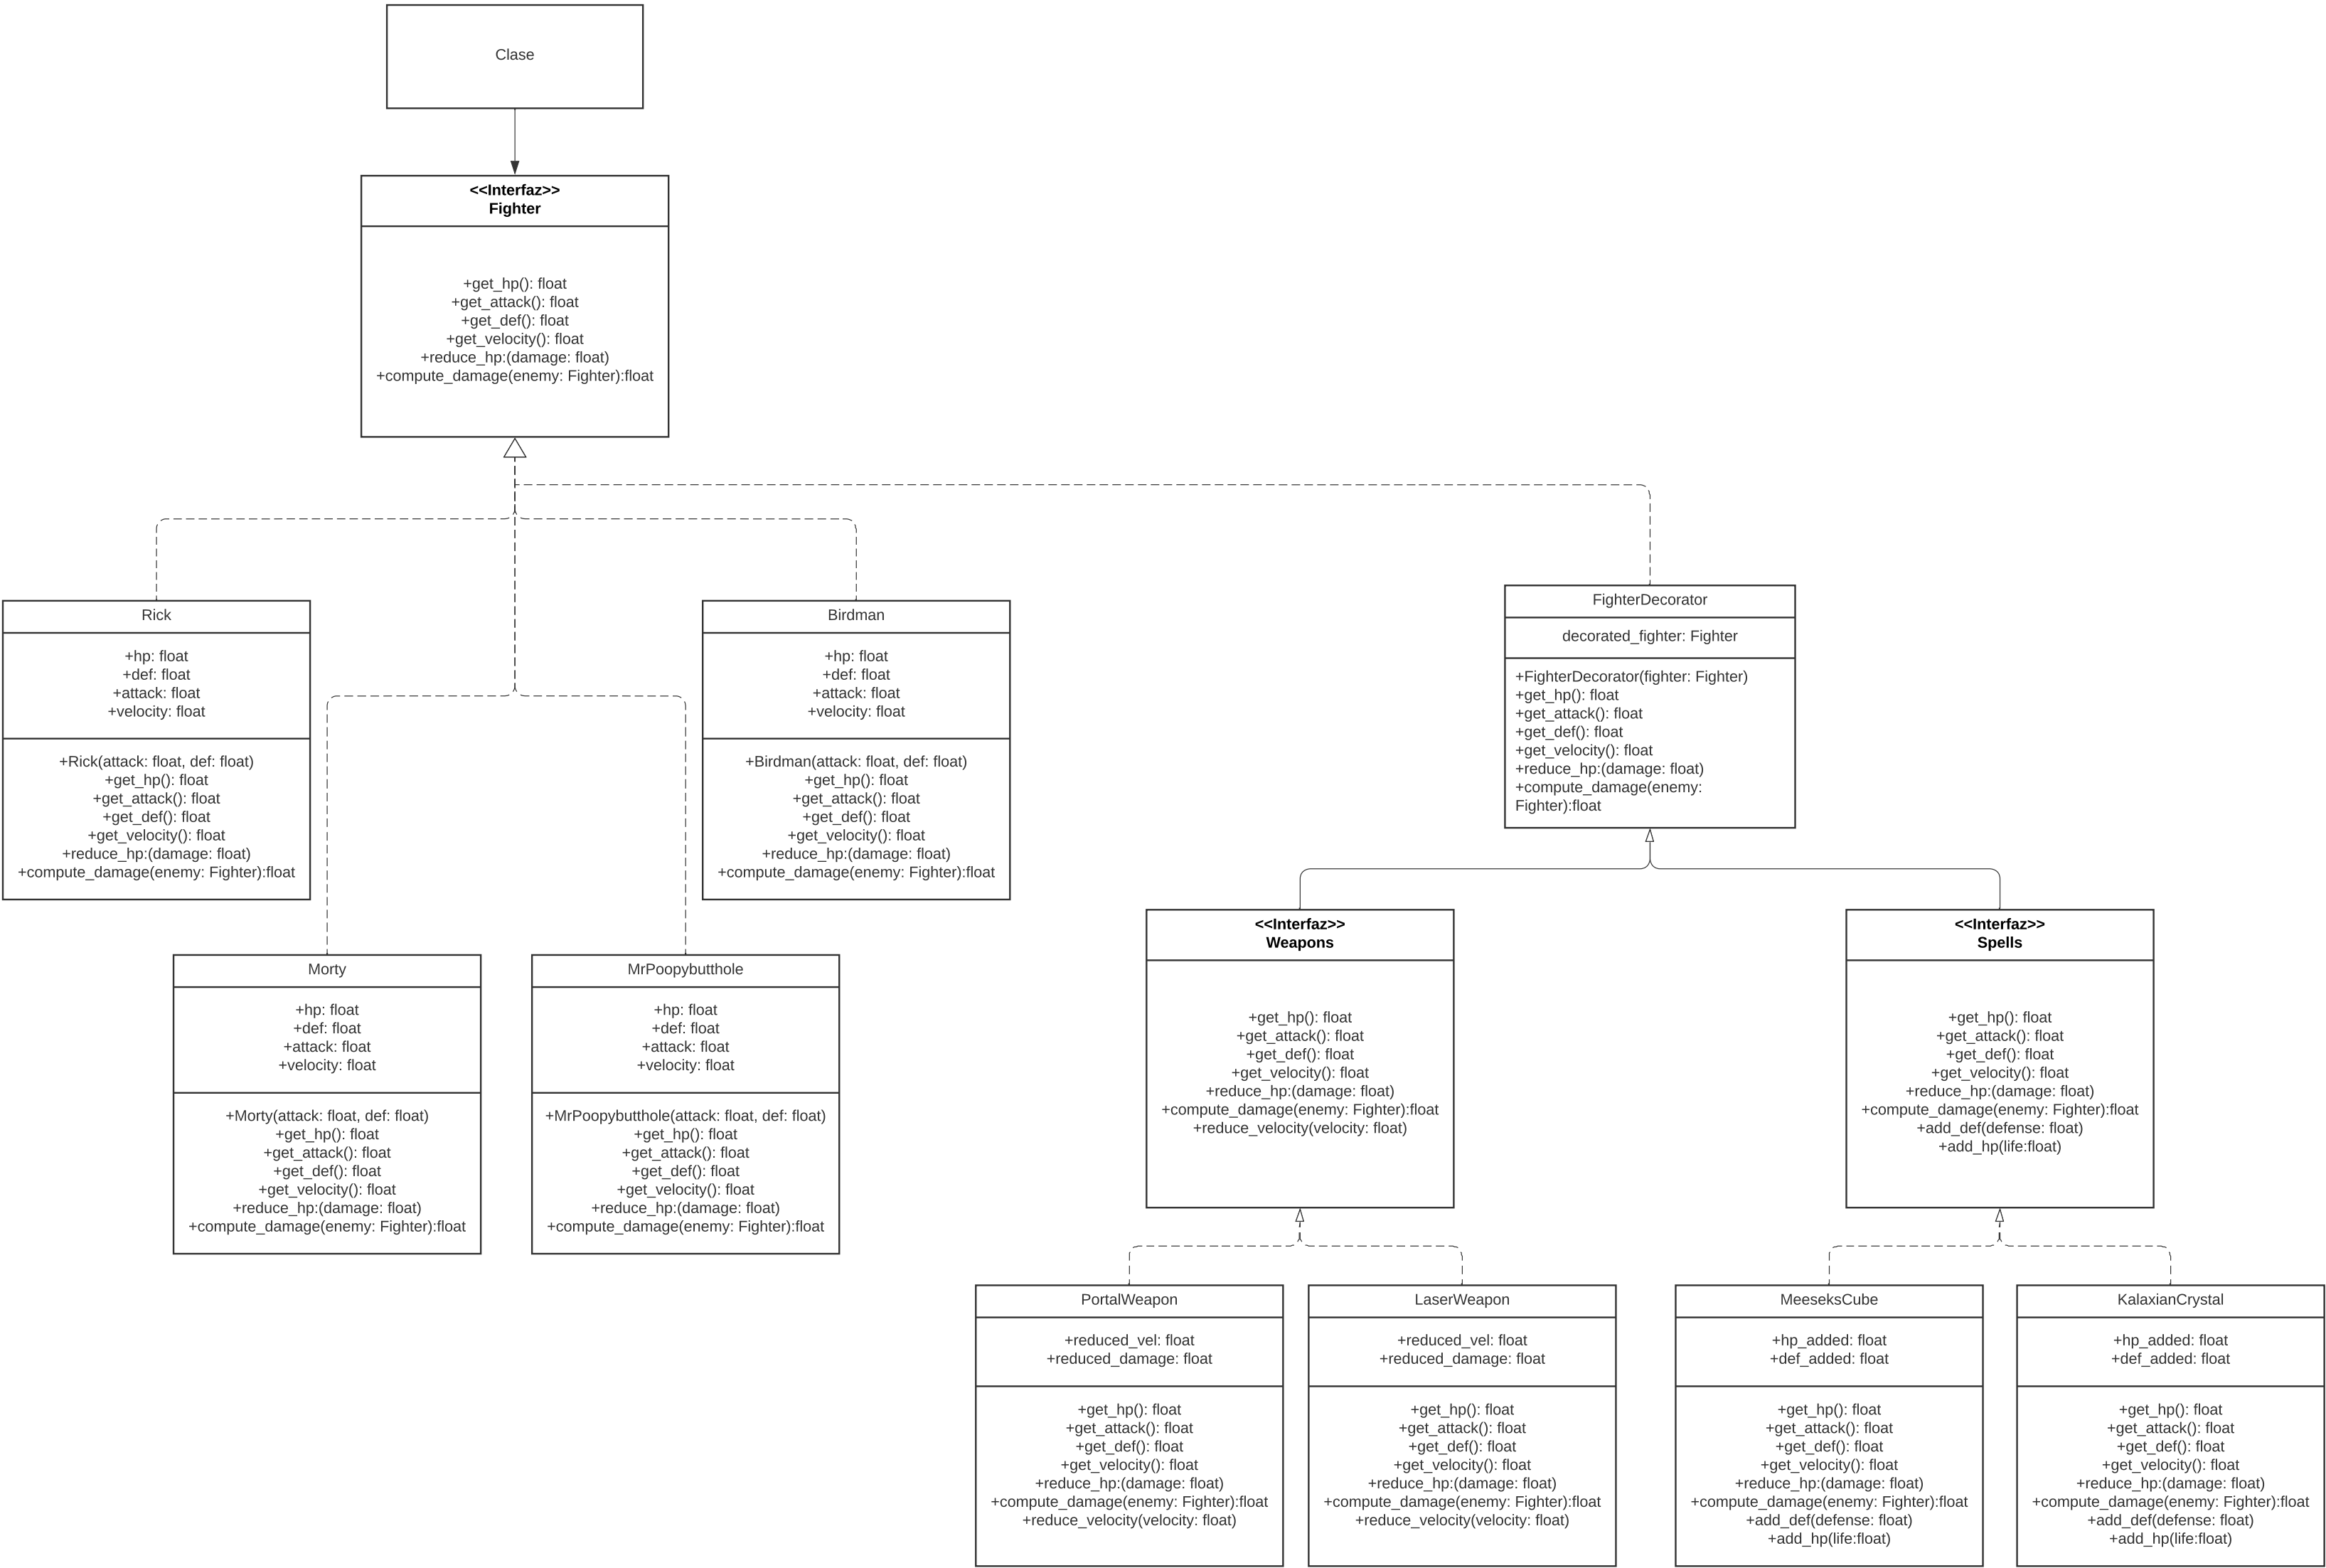 Clase
<<Interfaz>>
Fighter
+get_hp(): float
+get_attack(): float
+get_def(): float
+get_velocity(): float
+reduce_hp:(damage: float)
+compute_damage(enemy: Fighter):float
Rick
+hp: float
+def: float
+attack: float
+velocity: float
+Rick(attack: float, def: float)
+get_hp(): float
+get_attack(): float
+get_def(): float
+get_velocity(): float
+reduce_hp:(damage: float)
+compute_damage(enemy: Fighter):float
Birdman
+hp: float
+def: float
+attack: float
+velocity: float
+Birdman(attack: float, def: float)
+get_hp(): float
+get_attack(): float
+get_def(): float
+get_velocity(): float
+reduce_hp:(damage: float)
+compute_damage(enemy: Fighter):float
FighterDecorator
decorated_fighter: Fighter
+FighterDecorator(fighter: Fighter)
+get_hp(): float
+get_attack(): float
+get_def(): float
+get_velocity(): float
+reduce_hp:(damage: float)
+compute_damage(enemy:
Fighter):float
Morty
+hp: float
+def: float
+attack: float
+velocity: float
+Morty(attack: float, def: float)
+get_hp(): float
+get_attack(): float
+get_def(): float
+get_velocity(): float
+reduce_hp:(damage: float)
+compute_damage(enemy: Fighter):float
MrPoopybutthole
+hp: float
+def: float
+attack: float
+velocity: float
+MrPoopybutthole(attack: float, def: float)
+get_hp(): float
+get_attack(): float
+get_def(): float
+get_velocity(): float
+reduce_hp:(damage: float)
+compute_damage(enemy: Fighter):float
<<Interfaz>>
Weapons
+get_hp(): float
+get_attack(): float
+get_def(): float
+get_velocity(): float
+reduce_hp:(damage: float)
+compute_damage(enemy: Fighter):float
+reduce_velocity(velocity: float)
<<Interfaz>>
Spells
+get_hp(): float
+get_attack(): float
+get_def(): float
+get_velocity(): float
+reduce_hp:(damage: float)
+compute_damage(enemy: Fighter):float
+add_def(defense: float)
+add_hp(life:float)
PortalWeapon
+reduced_vel: float
+reduced_damage: float
+get_hp(): float
+get_attack(): float
+get_def(): float
+get_velocity(): float
+reduce_hp:(damage: float)
+compute_damage(enemy: Fighter):float
+reduce_velocity(velocity: float)
LaserWeapon
+reduced_vel: float
+reduced_damage: float
+get_hp(): float
+get_attack(): float
+get_def(): float
+get_velocity(): float
+reduce_hp:(damage: float)
+compute_damage(enemy: Fighter):float
+reduce_velocity(velocity: float)
MeeseksCube
+hp_added: float
+def_added: float
+get_hp(): float
+get_attack(): float
+get_def(): float
+get_velocity(): float
+reduce_hp:(damage: float)
+compute_damage(enemy: Fighter):float
+add_def(defense: float)
+add_hp(life:float)
KalaxianCrystal
+hp_added: float
+def_added: float
+get_hp(): float
+get_attack(): float
+get_def(): float
+get_velocity(): float
+reduce_hp:(damage: float)
+compute_damage(enemy: Fighter):float
+add_def(defense: float)
+add_hp(life:float)